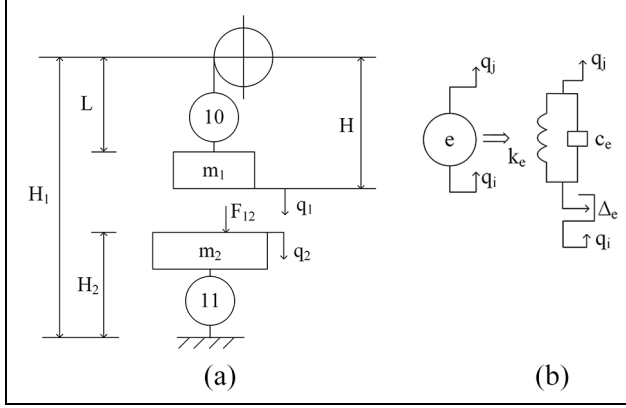 L
10
H
m₁
H₁
q₁
F₁₂
m₂
q₂
H₂
11
(a)
qⱼ
qⱼ
e
kₑ
cₑ
qᵢ
Δₑ
qᵢ
(b)